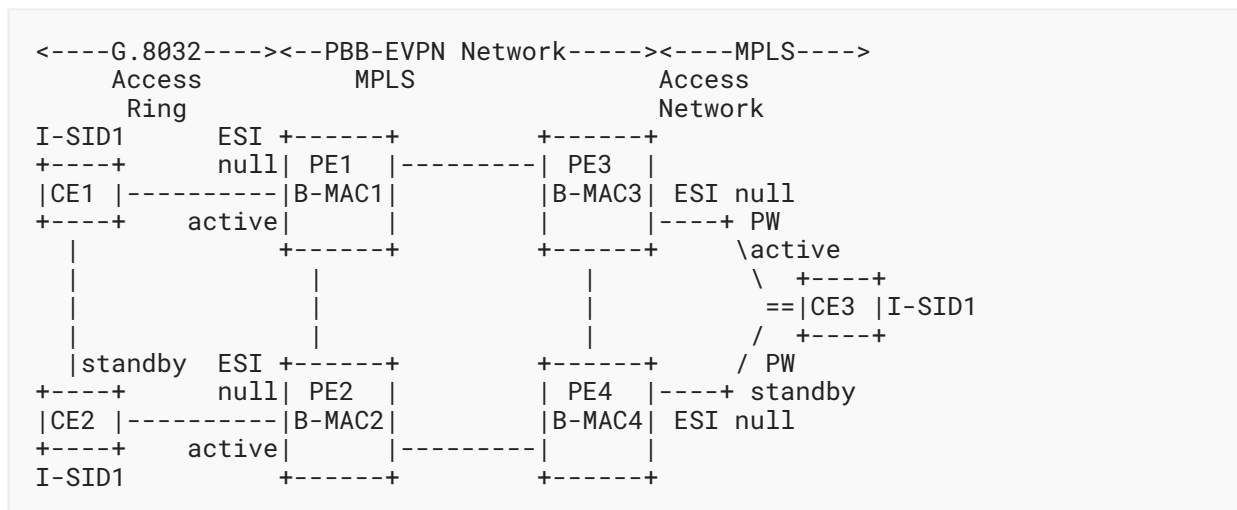 <----G.8032----><--PBB-EVPN Network-----><----MPLS---->
Access MPLS Access
Ring Network
I-SID1 ESI +------+ +------+
+----+ null| PE1 |---------| PE3 |
|CE1 |----------|B-MAC1| |B-MAC3| ESI null
+----+ active| | | |----+ PW
| +------+ +------+ \active
| | | \ +----+
| | | ==|CE3 |I-SID1
| | | / +----+
|standby ESI +------+ +------+ / PW
+----+ null| PE2 | | PE4 |----+ standby
|CE2 |----------|B-MAC2| |B-MAC4| ESI null
+----+ active| |---------| |
I-SID1 +------+ +------+